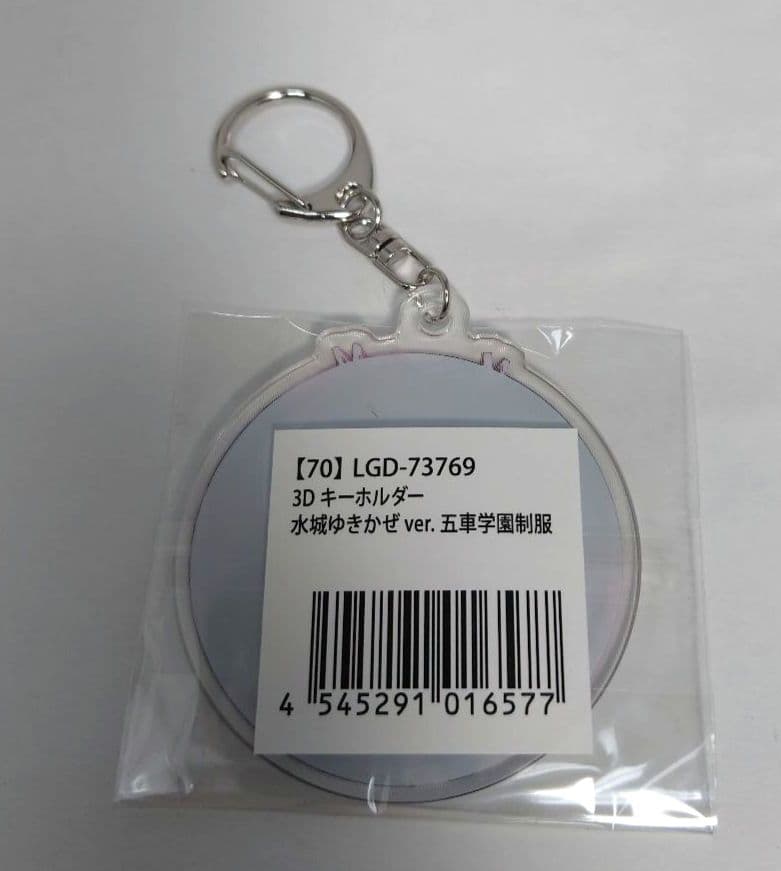 【70】LGD-73769
3D キーホルダー
水城ゆきかぜ ver. 五車学園制服
4 545291 016577